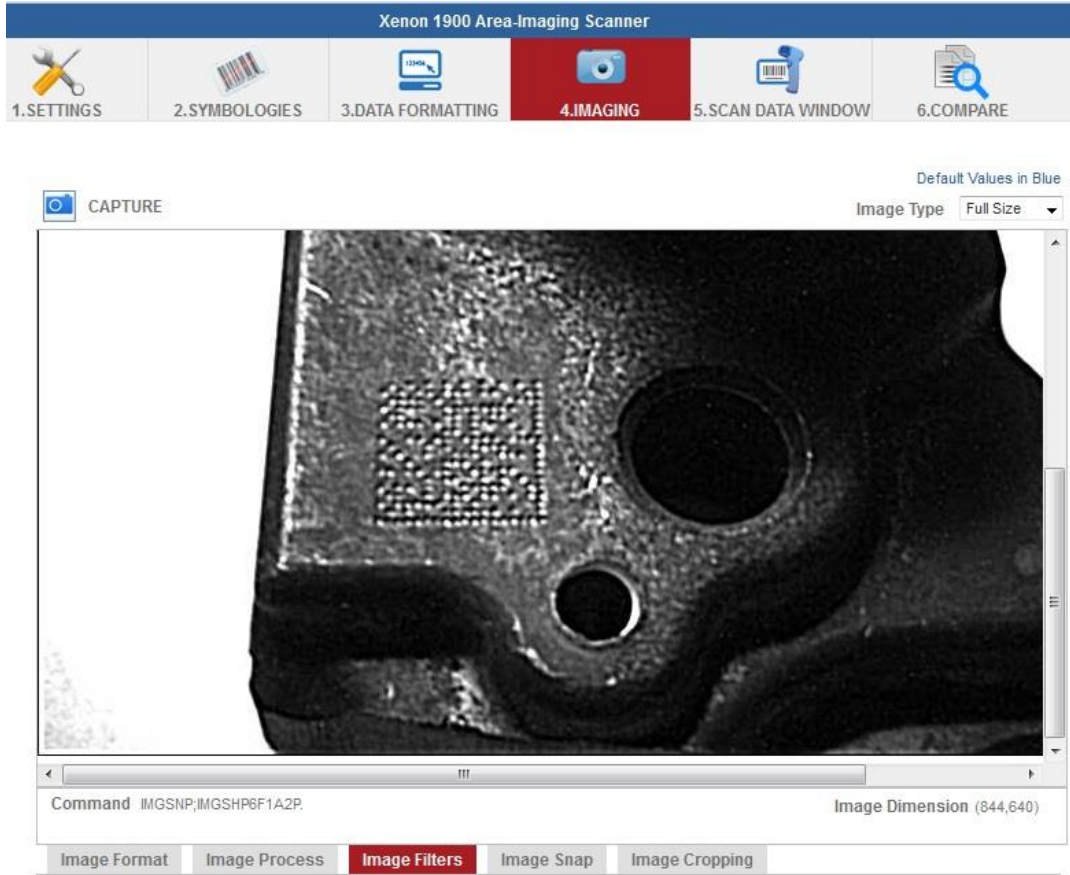 Xenon 1900 Area-Imaging Scanner
1.SETTINGS 2.SYMBOLOGIES 3.DATA FORMATTING 4.IMAGING 5.SCAN DATA WINDOW 6.COMPARE
Default Values in Blue
CAPTURE Image Type Full Size
Command IMGSNP;IMGSHP6F1A2P. Image Dimension (844,640)
Image Format Image Process Image Filters Image Snap Image Cropping